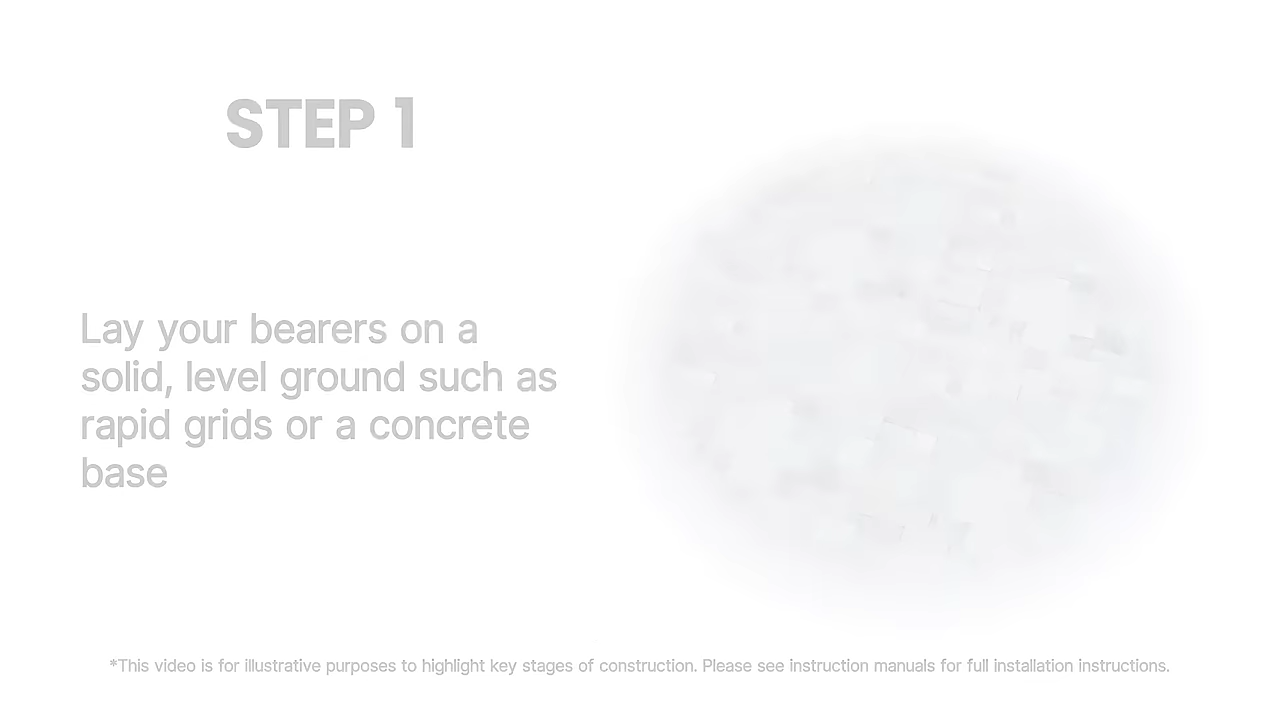 STEP 1
Lay your bearers on a
solid, level ground such as
rapid grids or a concrete
base
*This video is for illustrative purposes to highlight key stages of construction. Please see instruction manuals for full installation instructions.